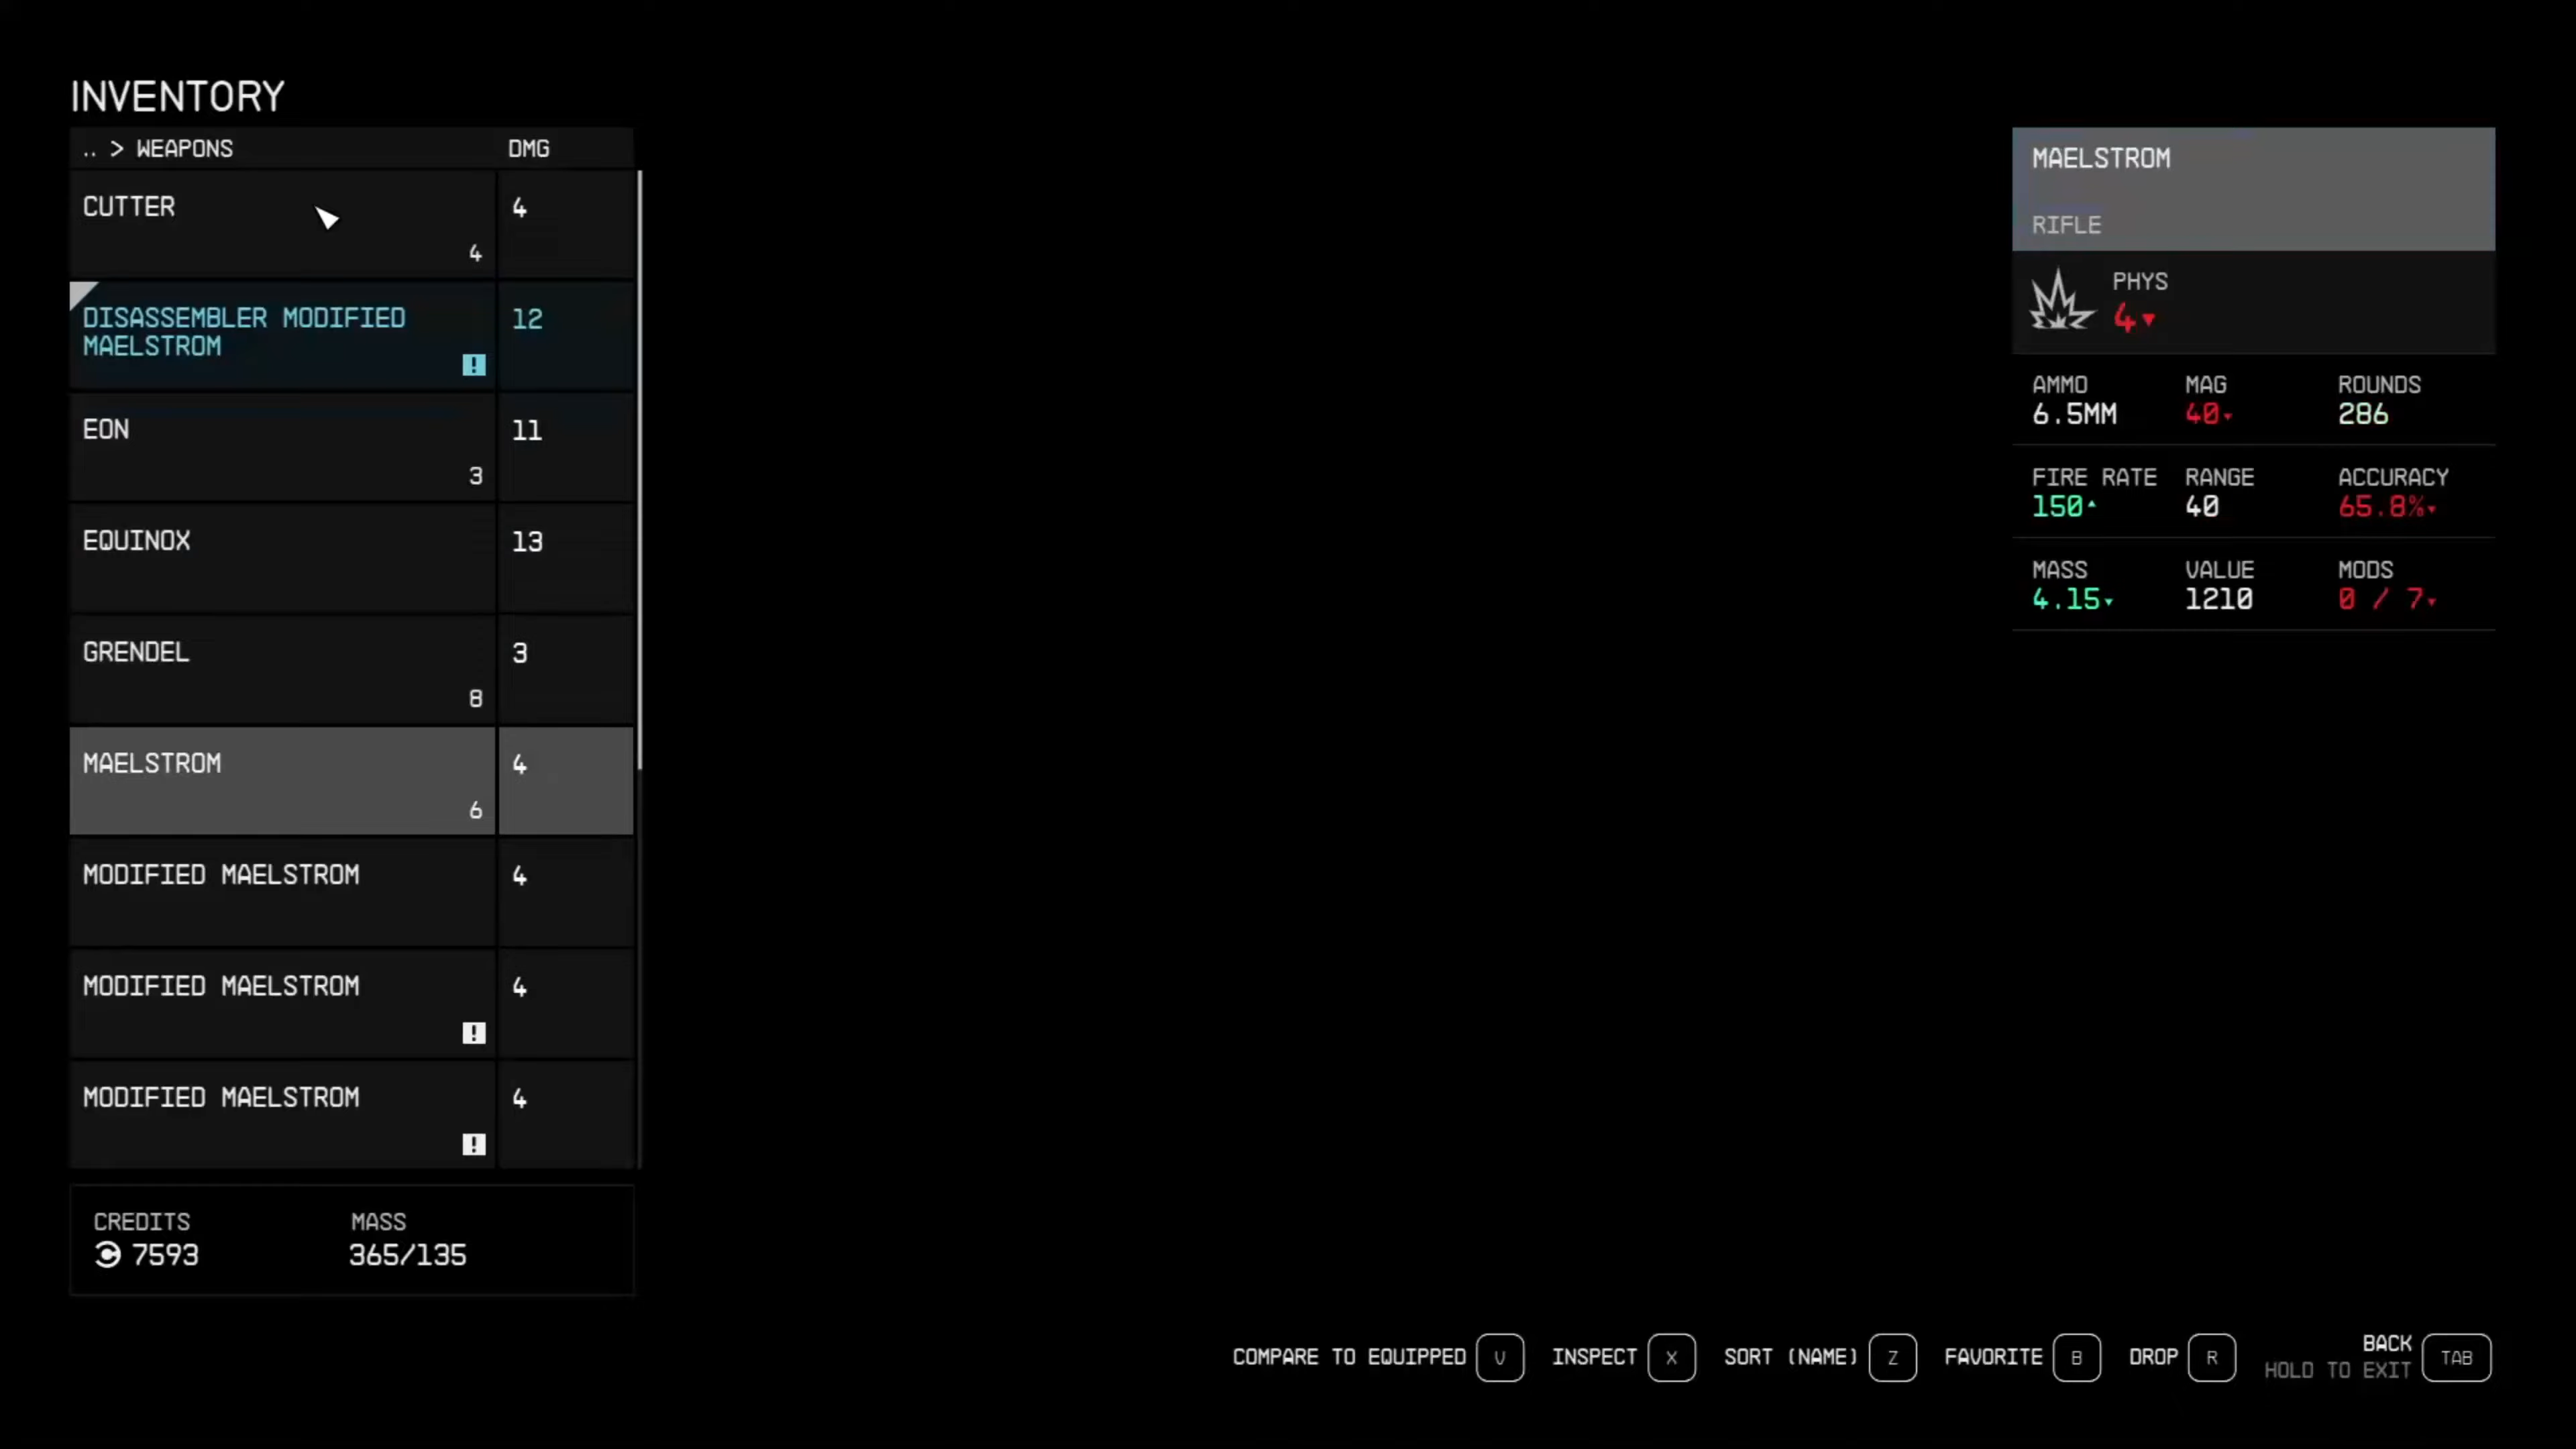 INVENTORY
.. > WEAPONS DMG
CUTTER 4
4
DISASSEMBLER MODIFIED 12
MAELSTROM
!
EON 11
3
EQUINOX 13
GRENDEL 3
8
MAELSTROM 4
6
MODIFIED MAELSTROM 4
MODIFIED MAELSTROM 4
!
MODIFIED MAELSTROM 4
!
CREDITS MASS
7593 365/135
MAELSTROM
RIFLE
PHYS
4
AMMO MAG ROUNDS
6.5MM 40 286
FIRE RATE RANGE ACCURACY
150 40 65.8%
MASS VALUE MODS
4.15 1210 0 / 7
COMPARE TO EQUIPPED V INSPECT X SORT (NAME) Z FAVORITE B DROP R BACK TAB
HOLD TO EXIT